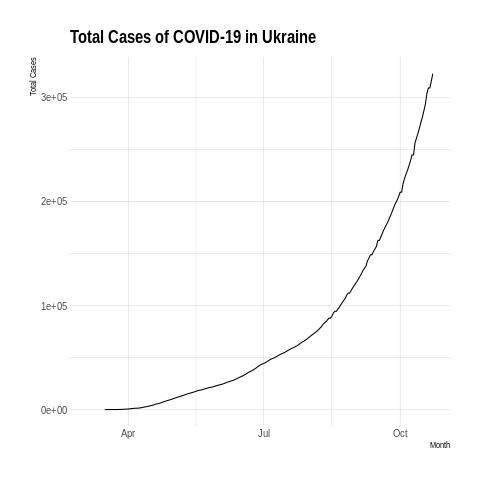 Total Cases of COVID-19 in Ukraine
Total Cases
3e+05
2e+05
1e+05
0e+00
Apr
Jul
Oct
Month